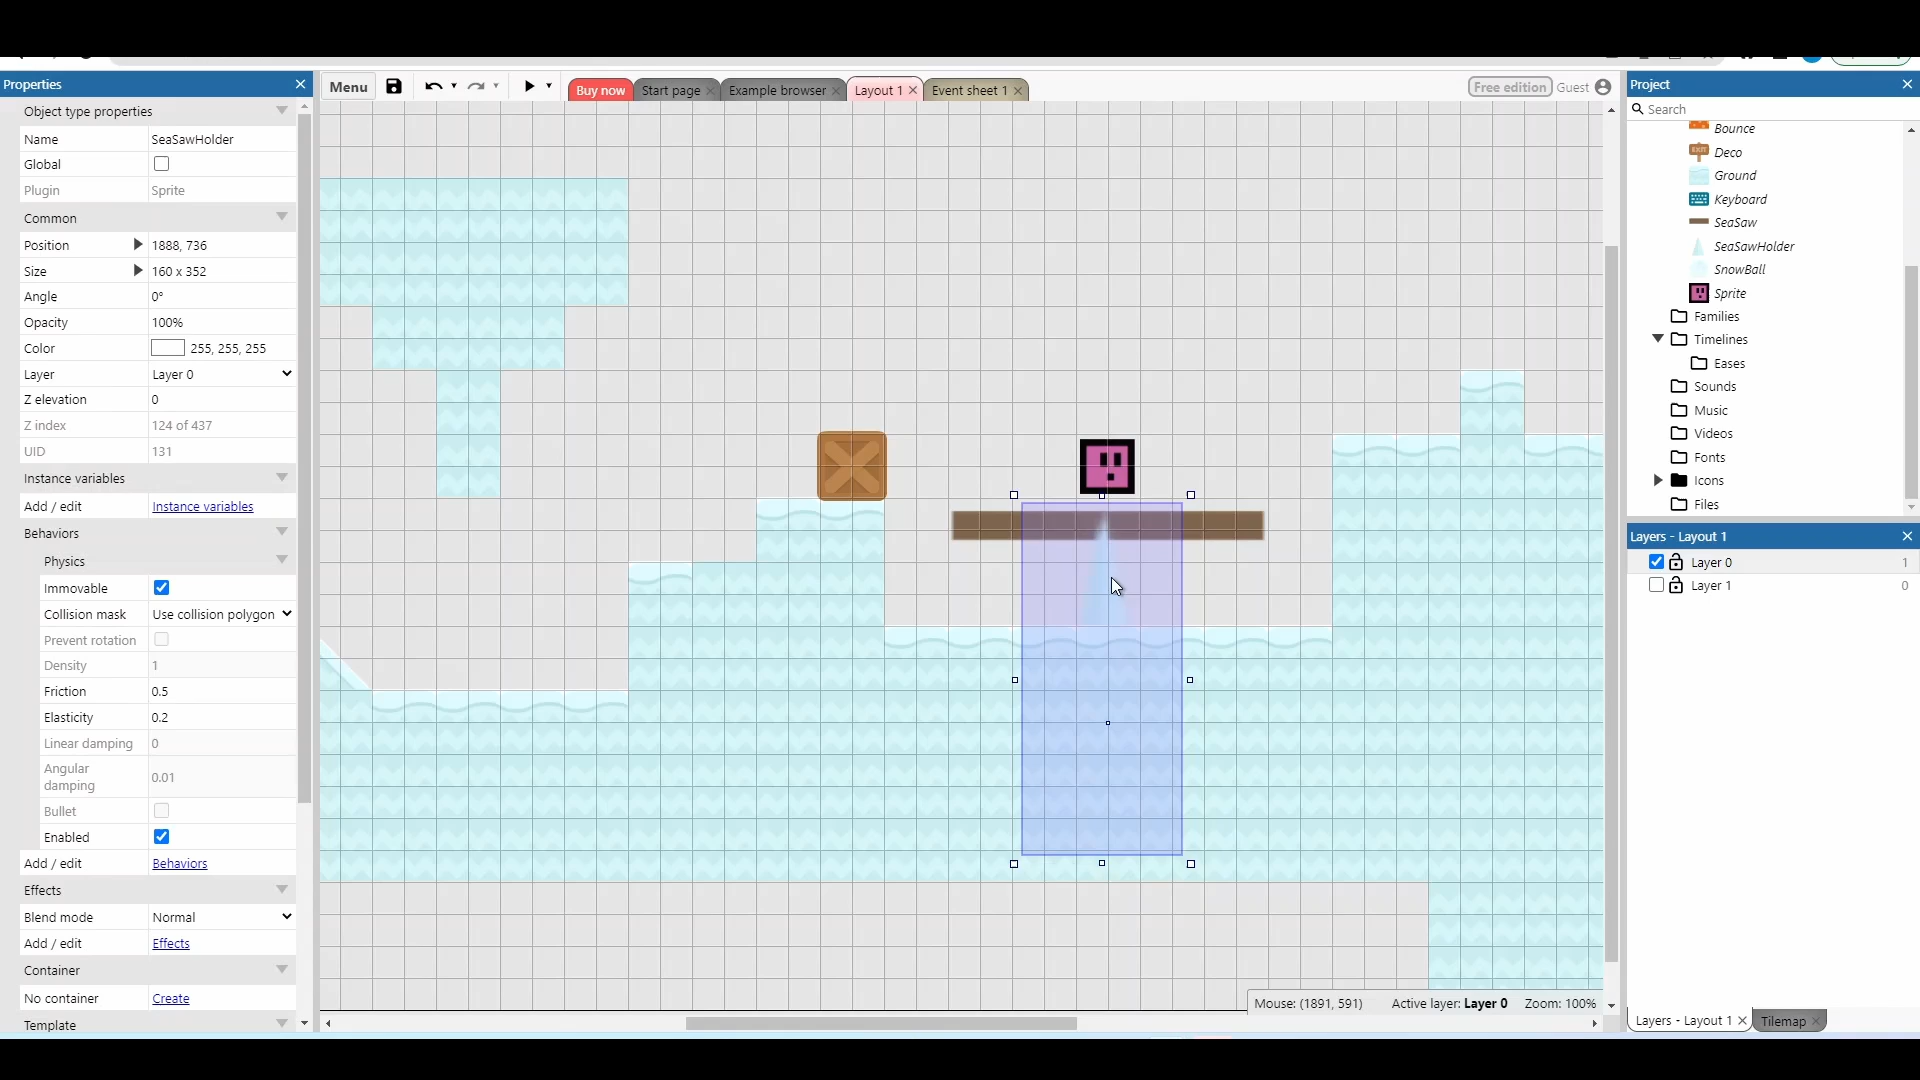 Properties
Object type properties
Name SeaSawHolder
Global
Plugin Sprite
Common
Position 1888, 736
Size 160 x 352
Angle 0°
Opacity 100%
Color 255, 255, 255
Layer Layer 0
Z elevation 0
Z index 124 of 437
UID 131
Instance variables
Add / edit Instance variables
Behaviors
Physics
Immovable
Collision mask Use collision polygon
Prevent rotation
Density 1
Friction 0.5
Elasticity 0.2
Linear damping 0
Angular
damping 0.01
Bullet
Enabled
Add / edit Behaviors
Effects
Blend mode Normal
Add / edit Effects
Container
No container Create
Template
Menu
Buy now
Start page
Example browser
Layout 1
Event sheet 1
Free edition Guest
Mouse: (1891, 591) Active layer: Layer 0 Zoom: 100%
Project
Search
Bounce
Deco
Ground
Keyboard
SeaSaw
SeaSawHolder
SnowBall
Sprite
Families
Timelines
Eases
Sounds
Music
Videos
Fonts
Icons
Files
Layers - Layout 1
Layer 0 1
Layer 1 0
Layers - Layout 1 Tilemap